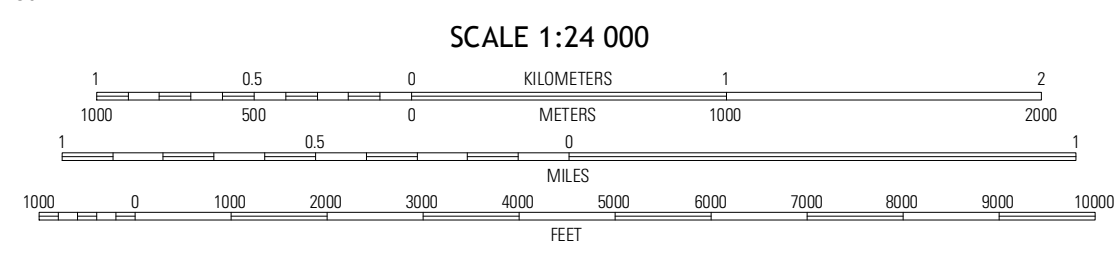 SCALE 1:24 000
1 0.5 0 KILOMETERS 1 2
1000 500 0 METERS 1000 2000
1 0.5 0 1
MILES
1000 0 1000 2000 3000 4000 5000 6000 7000 8000 9000 10000
FEET